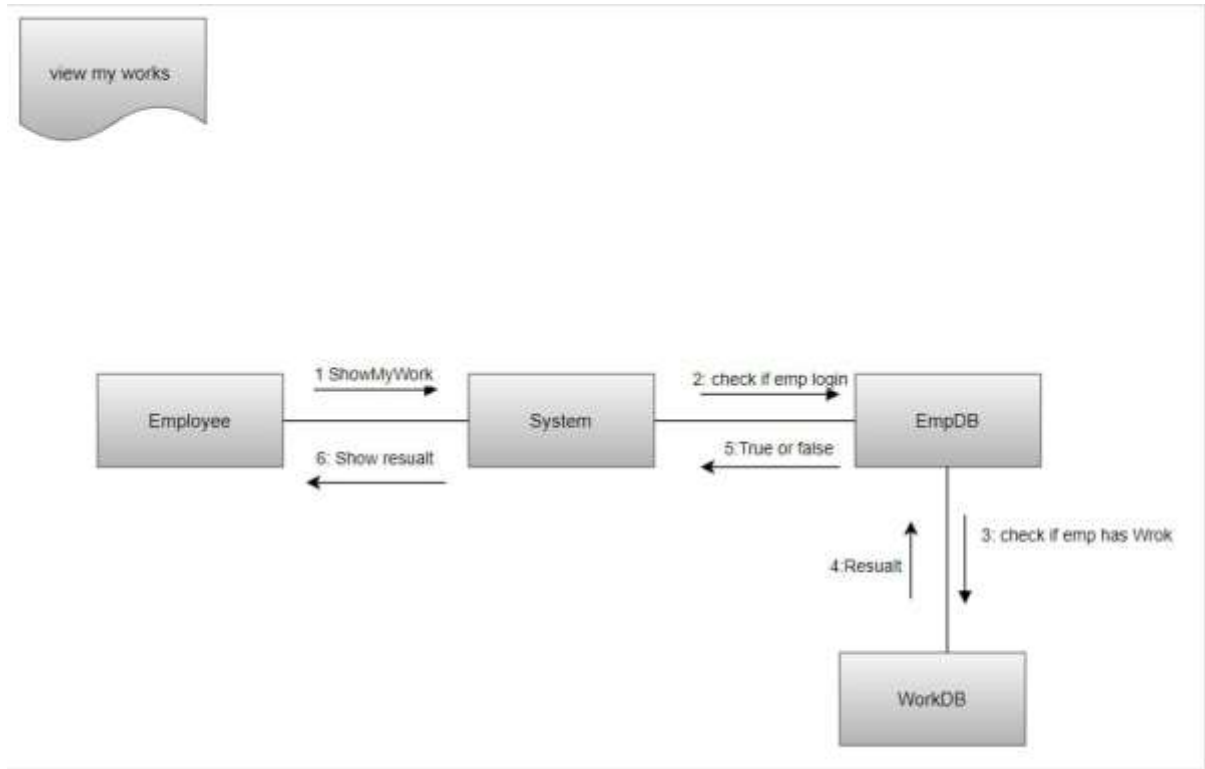 view my works
1 ShowMyWork
2: check if emp login
Employee
System
EmpDB
6: Show resualt
5:True or false
3: check if emp has Wrok
4:Resualt
WorkDB